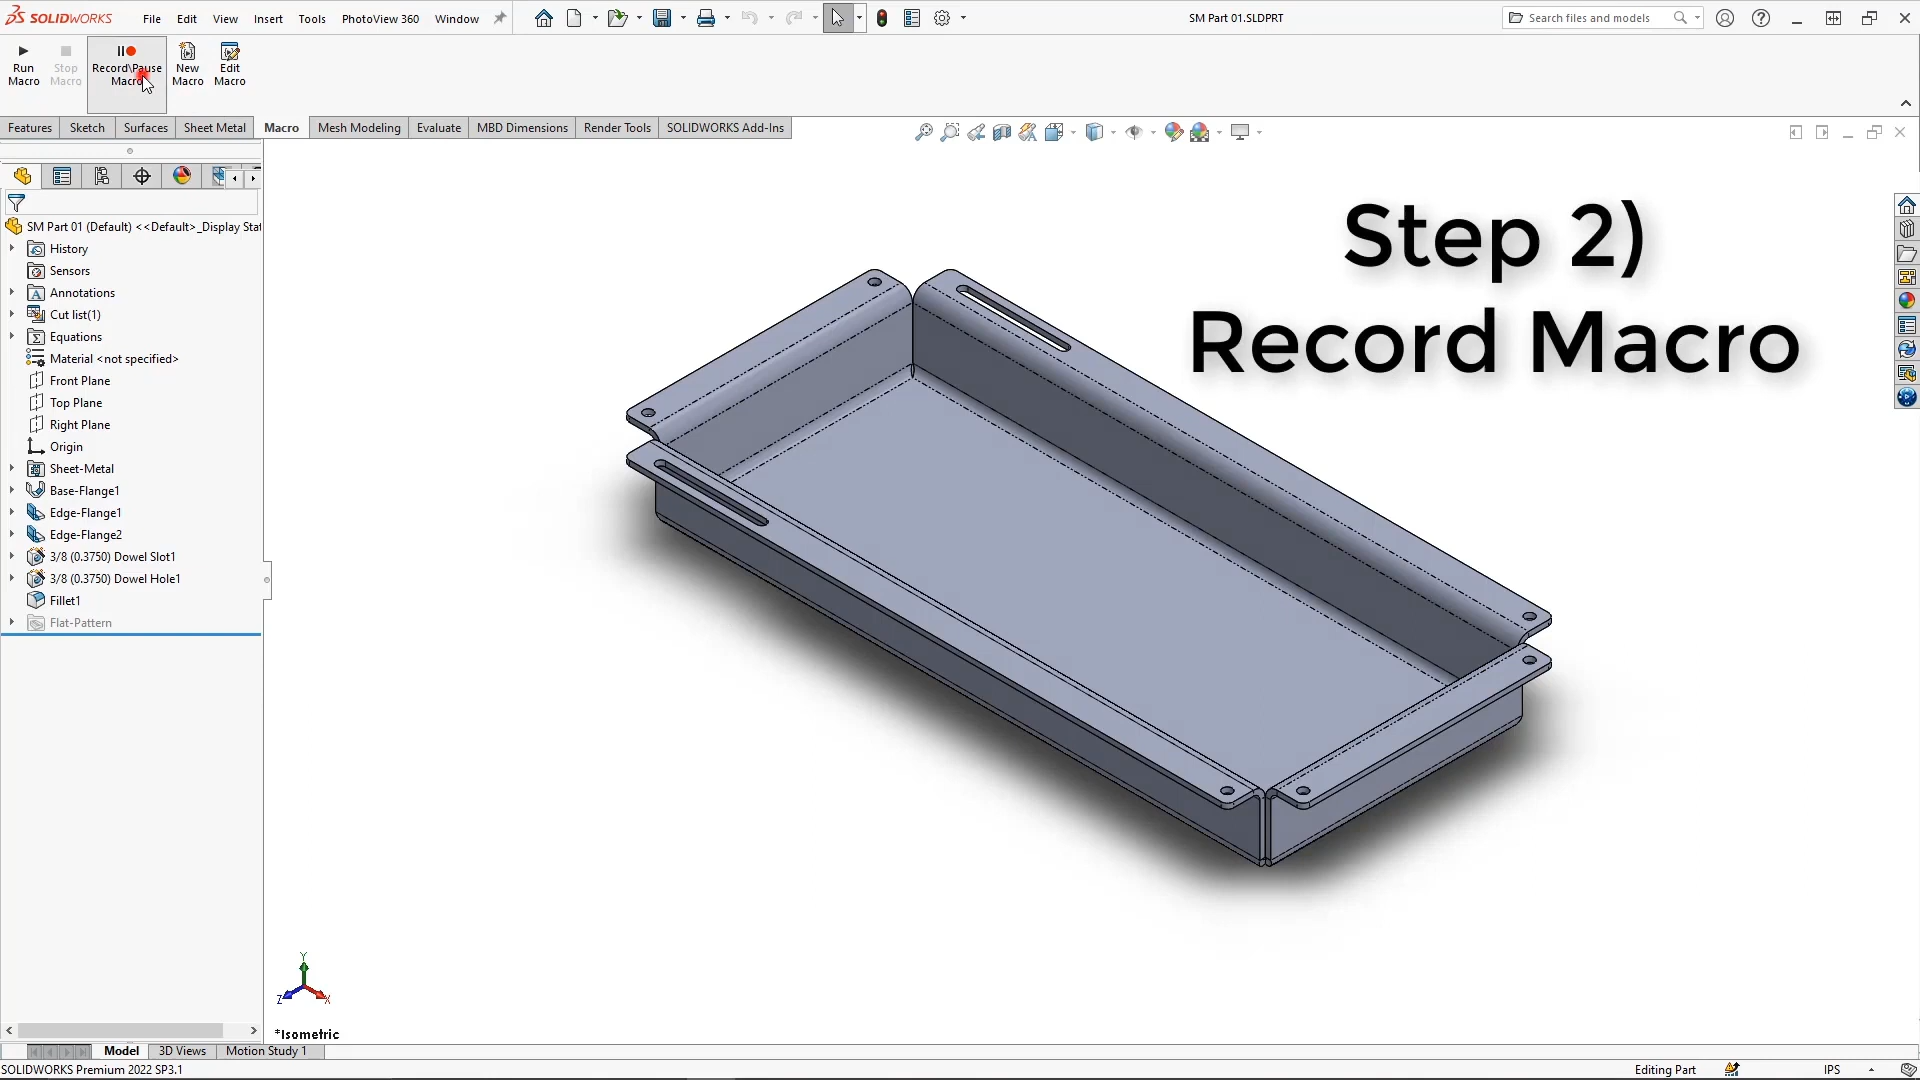 SOLIDWORKS File Edit View Insert Tools PhotoView 360 Window SM Part 01.SLDPRT Search files and models
Run Macro
Stop Macro
Record\Pause Macro
New Macro
Edit Macro
Features Sketch Surfaces Sheet Metal Macro Mesh Modeling Evaluate MBD Dimensions Render Tools SOLIDWORKS Add-Ins
SM Part 01 (Default) <<Default>_Display Stat
History
Sensors
Annotations
Cut list(1)
Equations
Material <not specified>
Front Plane
Top Plane
Right Plane
Origin
Sheet-Metal
Base-Flange1
Edge-Flange1
Edge-Flange2
3/8 (0.3750) Dowel Slot1
3/8 (0.3750) Dowel Hole1
Fillet1
Flat-Pattern
Step 2)
Record Macro
Y
Z X
*Isometric
Model 3D Views Motion Study 1
SOLIDWORKS Premium 2022 SP3.1 Editing Part IPS